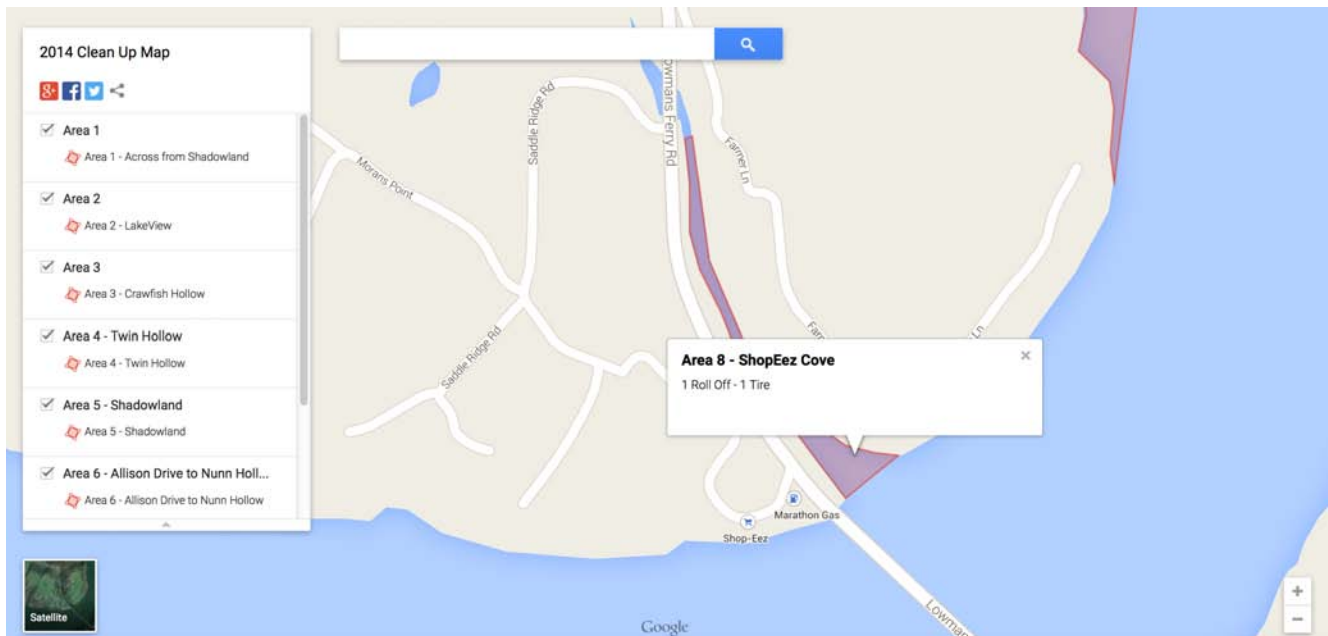 2014 Clean Up Map
Area 1
Area 1 - Across from Shadowland
Area 2
Area 2 - LakeView
Area 3
Area 3 - Crawfish Hollow
Area 4 - Twin Hollow
Area 4 - Twin Hollow
Area 5 - Shadowland
Area 5 - Shadowland
Area 6 - Allison Drive to Nunn Holl...
Area 6 - Allison Drive to Nunn Hollow
Satellite
Morans Point
Saddle Ridge Rd
Saddle Ridge Rd
Lowmans Ferry Rd
Farmer Ln
Area 8 - ShopEez Cove
1 Roll Off - 1 Tire
Marathon Gas
Shop-Eez
Google